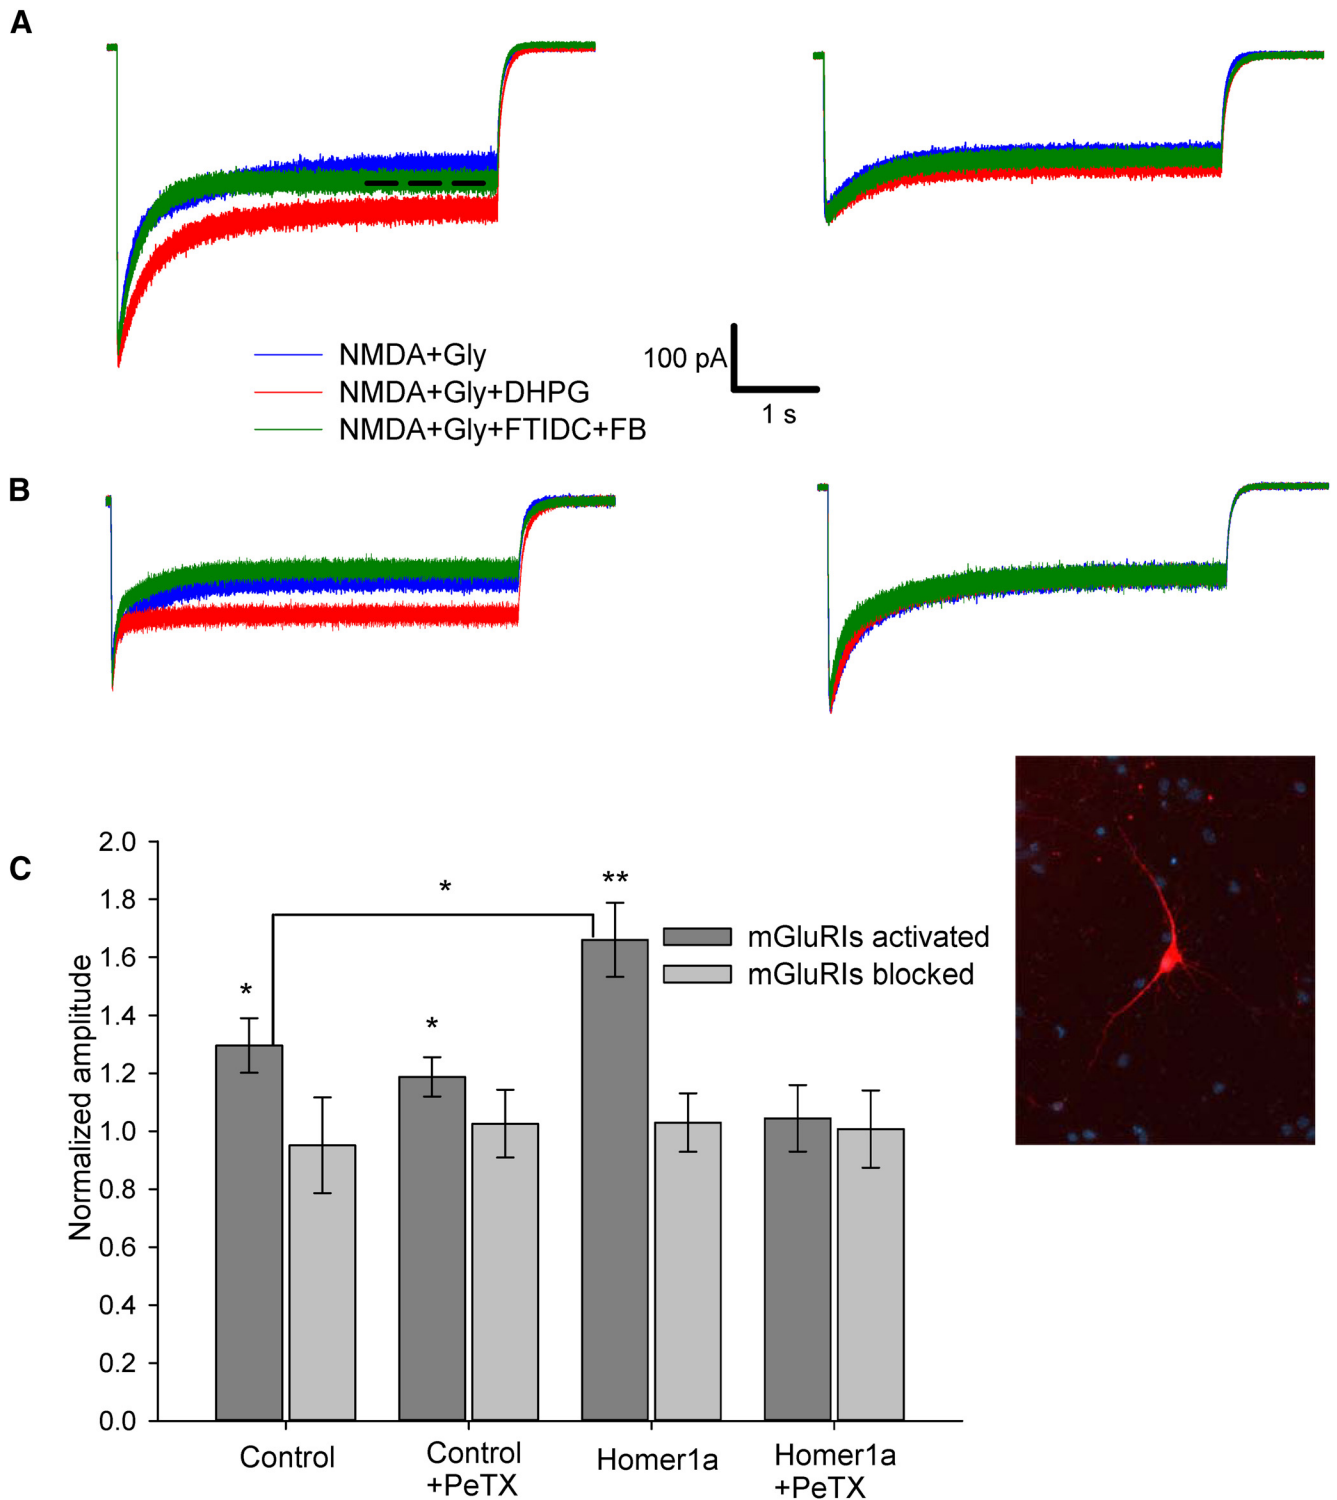 A
NMDA+Gly
NMDA+Gly+DHPG
NMDA+Gly+FTIDC+FB
100 pA
1 s
B
C
Normalized amplitude
2.0
1.8
1.6
1.4
1.2
1.0
0.8
0.6
0.4
0.2
0.0
*
*
*
**
mGluRIs activated
mGluRIs blocked
Control
Control
+PeTX
Homer1a
Homer1a
+PeTX